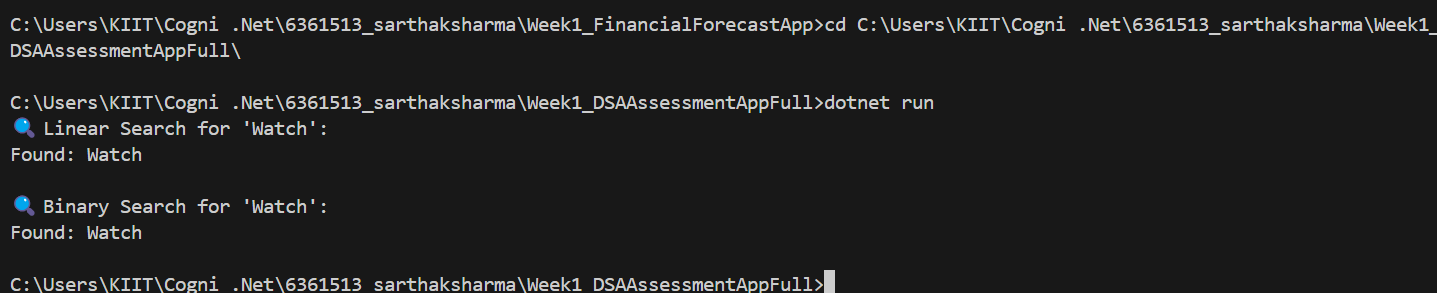 C:\Users\KIIT\Cogni .Net\6361513_sarthaksharma\Week1_FinancialForecastApp>cd C:\Users\KIIT\Cogni .Net\6361513_sarthaksharma\Week1_
DSAAssessmentAppFull\
C:\Users\KIIT\Cogni .Net\6361513_sarthaksharma\Week1_DSAAssessmentAppFull>dotnet run
🔍 Linear Search for 'Watch':
Found: Watch
🔍 Binary Search for 'Watch':
Found: Watch
C:\Users\KIIT\Cogni .Net\6361513_sarthaksharma\Week1_DSAAssessmentAppFull>